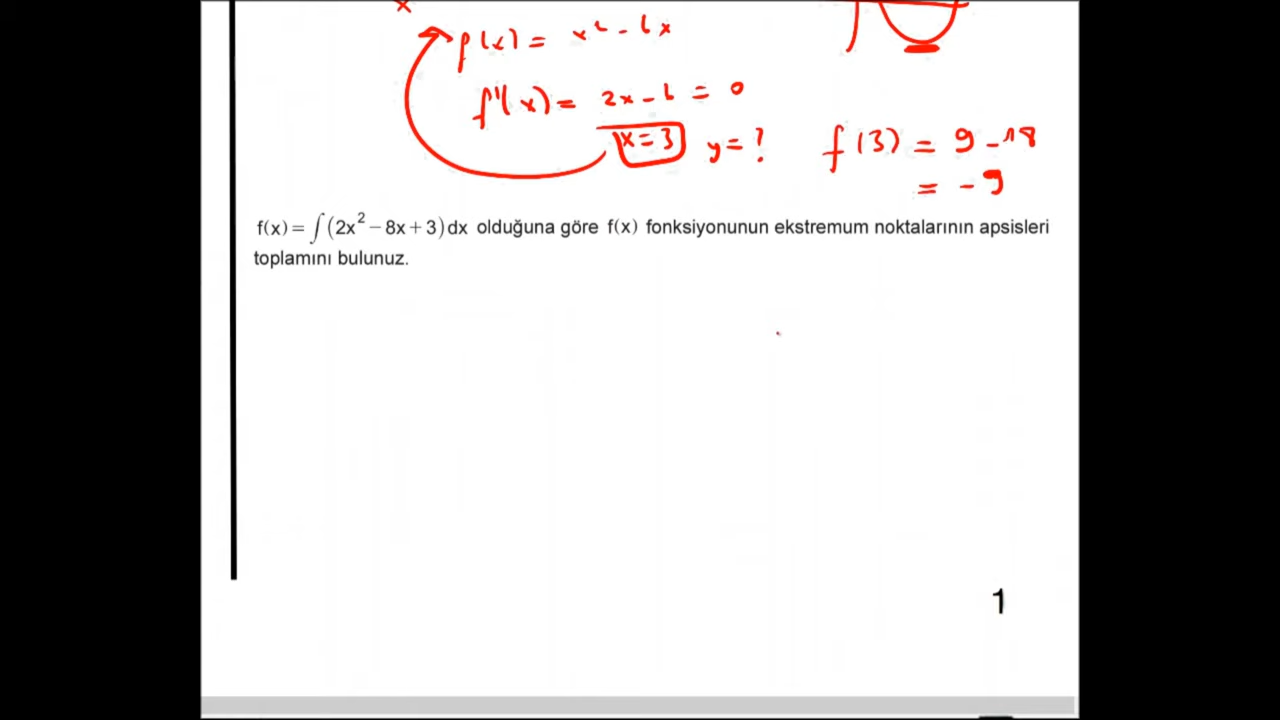 x
f(x) = x² - 6x
f'(x) = 2x - 6 = 0
x = 3 y = ? f(3) = 9 - 18
= -9
f(x) = ∫(2x² - 8x + 3)dx olduğuna göre f(x) fonksiyonunun ekstremum noktalarının apsisleri
toplamını bulunuz.
1